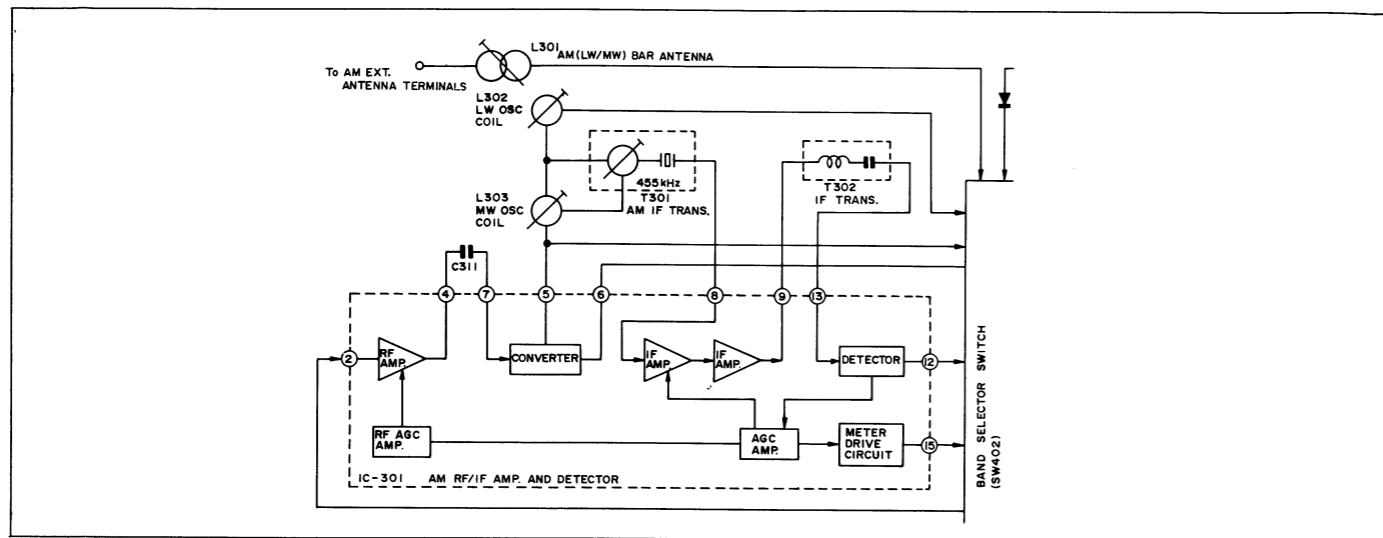 L301
AM(LW/MW) BAR ANTENNA
To AM EXT.
ANTENNA TERMINALS
L302
LW OSC
COIL
455kHz
T301
AM IF TRANS.
T302
IF TRANS.
L303
MW OSC
COIL
C311
4
7
5
6
8
9
13
2
RF
AMP.
CONVERTER
IF
AMP.
IF
AMP.
DETECTOR
12
RF AGC
AMP.
AGC
AMP.
METER
DRIVE
CIRCUIT
15
IC-301 AM RF/IF AMP. AND DETECTOR
BAND SELECTOR SWITCH
(SW402)